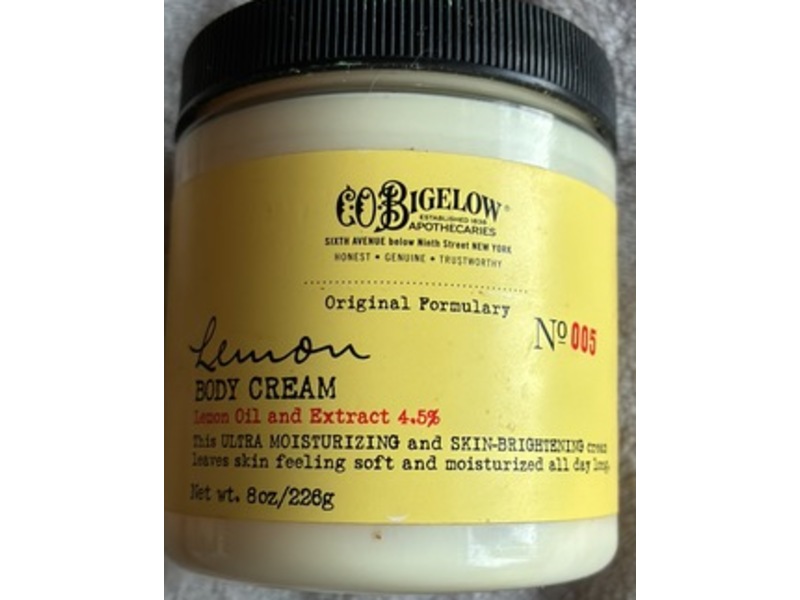 C.O. BIGELOW®
ESTABLISHED 1838
APOTHECARIES
SIXTH AVENUE below Ninth Street NEW YORK
HONEST • GENUINE • TRUSTWORTHY
Original Formulary
Nº 005
Lemon
BODY CREAM
Lemon Oil and Extract 4.5%
This ULTRA MOISTURIZING and SKIN-BRIGHTENING cream
leaves skin feeling soft and moisturized all day long.
Net wt. 8oz/226g